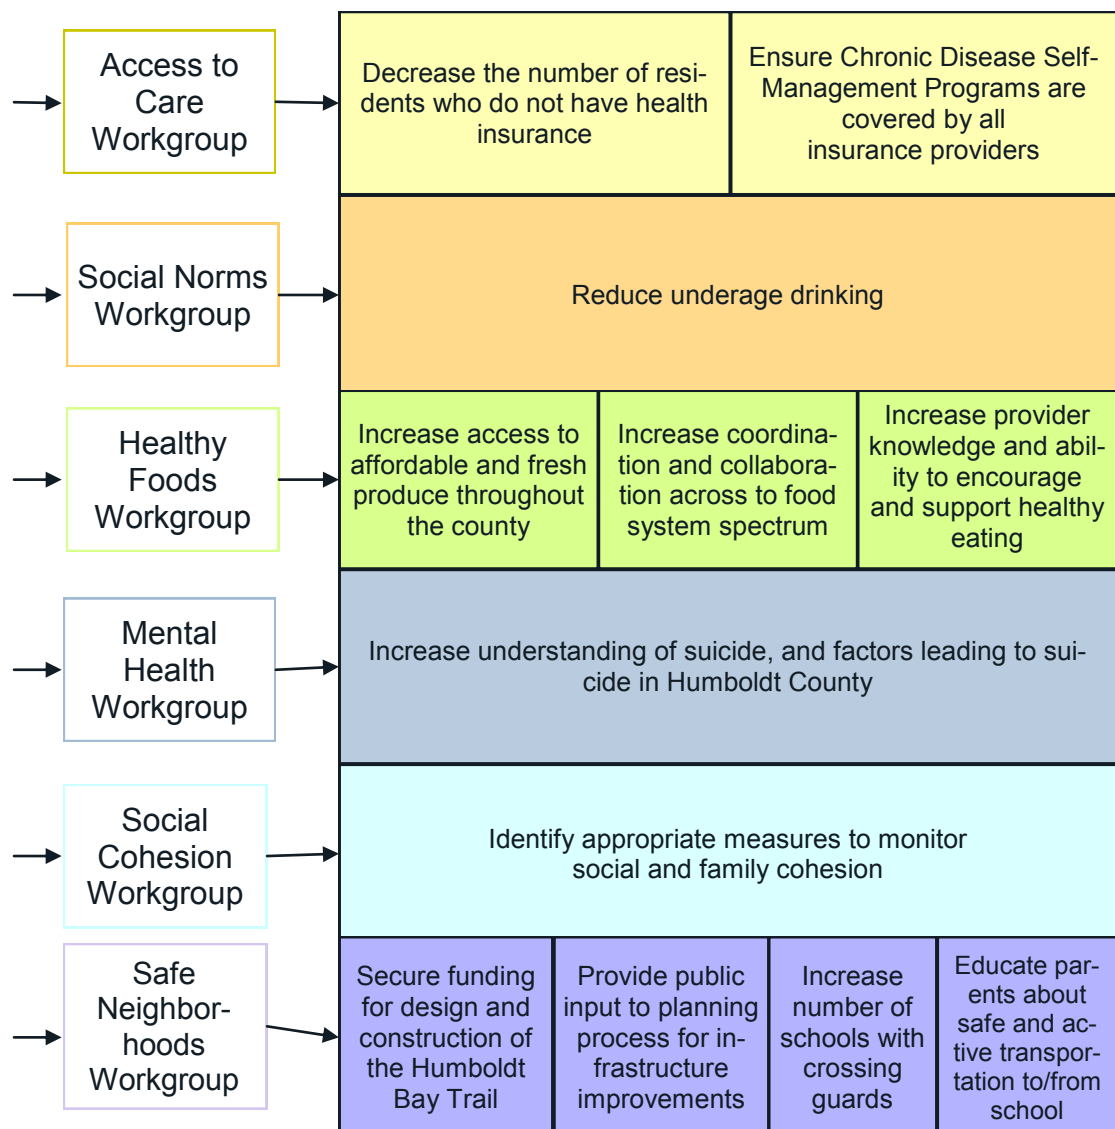 Access to
Care
Workgroup
Decrease the number of resi-
dents who do not have health
insurance
Ensure Chronic Disease Self-
Management Programs are
covered by all
insurance providers
Social Norms
Workgroup
Reduce underage drinking
Healthy
Foods
Workgroup
Increase access to
affordable and fresh
produce throughout
the county
Increase coordina-
tion and collabora-
tion across to food
system spectrum
Increase provider
knowledge and abil-
ity to encourage
and support healthy
eating
Mental
Health
Workgroup
Increase understanding of suicide, and factors leading to sui-
cide in Humboldt County
Social
Cohesion
Workgroup
Identify appropriate measures to monitor
social and family cohesion
Safe
Neighbor-
hoods
Workgroup
Secure funding
for design and
construction of
the Humboldt
Bay Trail
Provide public
input to planning
process for in-
frastructure
improvements
Increase
number of
schools with
crossing
guards
Educate par-
ents about
safe and ac-
tive transpor-
tation to/from
school